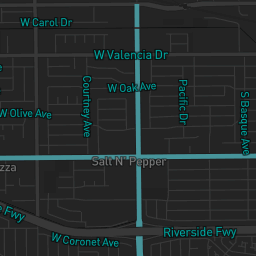 W Carol Dr
W Valencia Dr
W Oak Ave
Courtney Ave
Pacific Dr
S Basque Ave
W Olive Ave
Salt N' Pepper
zza
Fwy
Riverside Fwy
W Coronet Ave